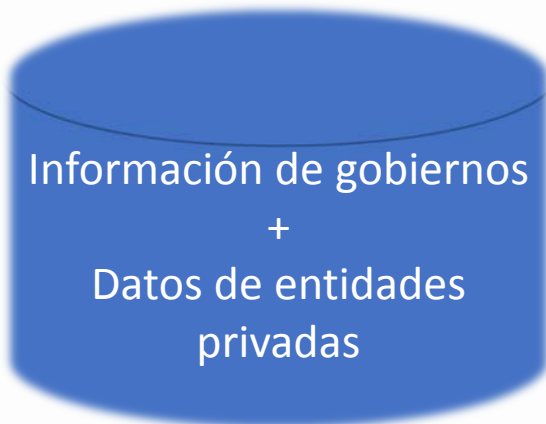 Información de gobiernos
+
Datos de entidades
privadas